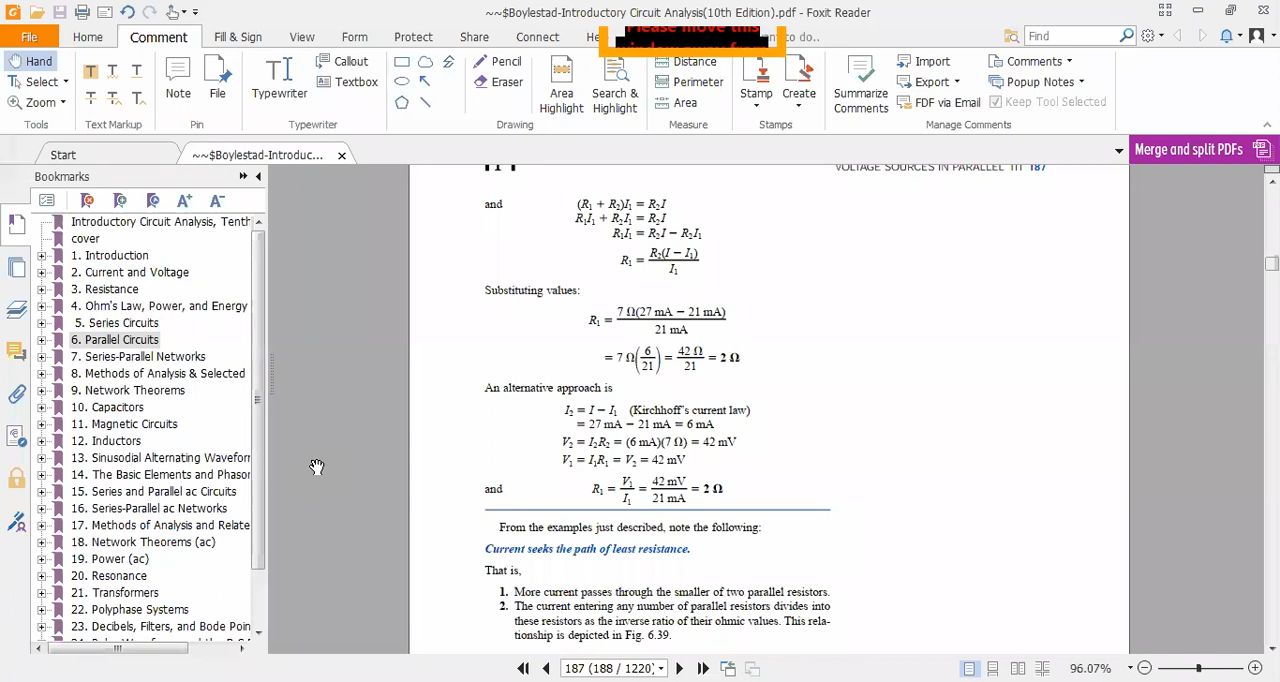 ~~$Boylestad-Introductory Circuit Analysis(10th Edition).pdf - Foxit Reader
File Home Comment Fill & Sign View Form Protect Share Connect He
Please move this
to do..
Find
Hand
Select
Zoom
Tools
Text Markup
Note
File
Pin
Typewriter
Callout
Textbox
Typewriter
Pencil
Eraser
Drawing
Area
Highlight
Search &
Highlight
Distance
Perimeter
Area
Measure
Stamp
Create
Stamps
Summarize
Comments
Import
Export
FDF via Email
Comments
Popup Notes
Keep Tool Selected
Manage Comments
Start
~~$Boylestad-Introduc...
Merge and split PDFs
Bookmarks
Introductory Circuit Analysis, Tenth
cover
1. Introduction
2. Current and Voltage
3. Resistance
4. Ohm's Law, Power, and Energy
5. Series Circuits
6. Parallel Circuits
7. Series-Parallel Networks
8. Methods of Analysis & Selected
9. Network Theorems
10. Capacitors
11. Magnetic Circuits
12. Inductors
13. Sinusodial Alternating Waveforn
14. The Basic Elements and Phasor
15. Series and Parallel ac Circuits
16. Series-Parallel ac Networks
17. Methods of Analysis and Relate
18. Network Theorems (ac)
19. Power (ac)
20. Resonance
21. Transformers
22. Polyphase Systems
23. Decibels, Filters, and Bode Poin
VOLTAGE SOURCES IN PARALLEL 187
and (R1 + R2)I1 = R2I
R1I1 + R2I1 = R2I
R1I1 = R2I − R2I1
R1 = R2(I − I1) / I1
Substituting values:
R1 = 7 Ω(27 mA − 21 mA) / 21 mA
= 7 Ω(6/21) = 42 Ω/21 = 2 Ω
An alternative approach is
I2 = I − I1 (Kirchhoff's current law)
= 27 mA − 21 mA = 6 mA
V2 = I2R2 = (6 mA)(7 Ω) = 42 mV
V1 = I1R1 = V2 = 42 mV
and R1 = V1/I1 = 42 mV/21 mA = 2 Ω
From the examples just described, note the following:
Current seeks the path of least resistance.
That is,
1. More current passes through the smaller of two parallel resistors.
2. The current entering any number of parallel resistors divides into
these resistors as the inverse ratio of their ohmic values. This rela-
tionship is depicted in Fig. 6.39.
187 (188 / 1220)
96.07%